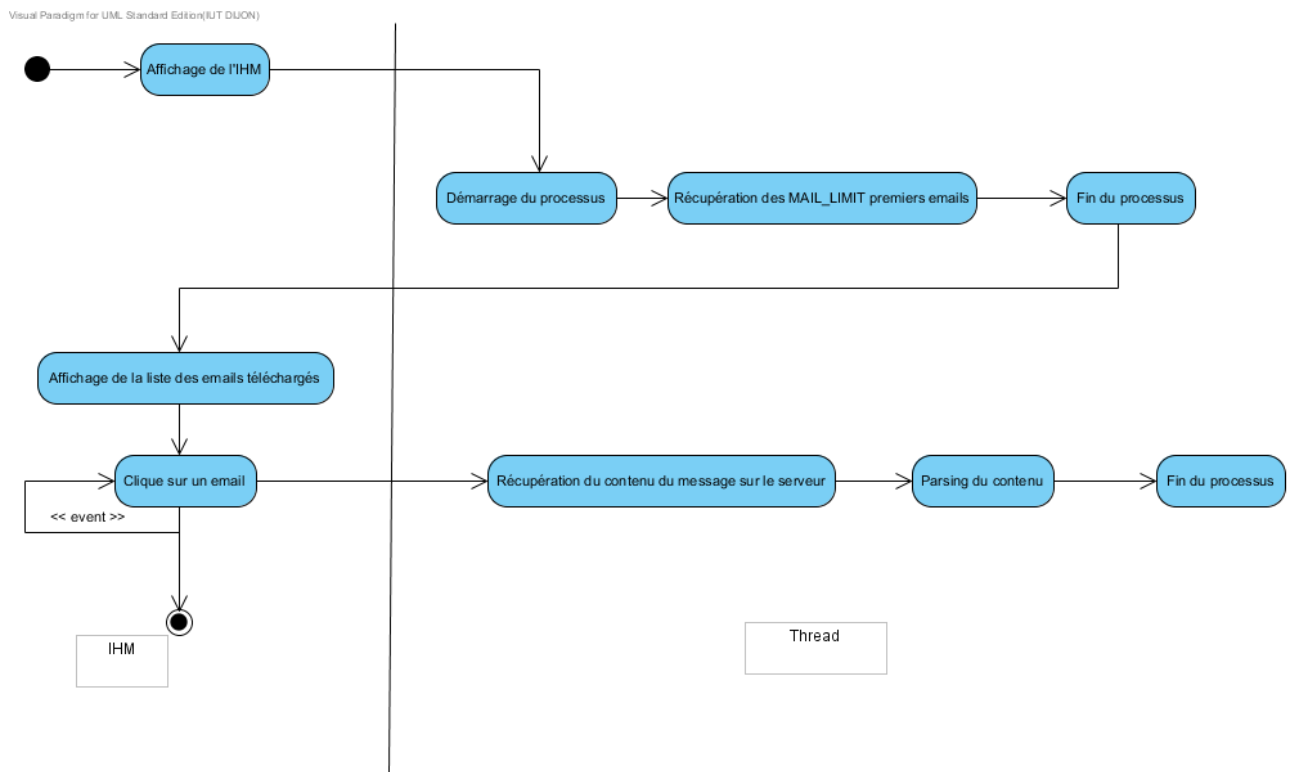 Visual Paradigm for UML Standard Edition(IUT DIJON)
Affichage de l'IHM
Démarrage du processus
Récupération des MAIL_LIMIT premiers emails
Fin du processus
Affichage de la liste des emails téléchargés
Clique sur un email
Récupération du contenu du message sur le serveur
Parsing du contenu
Fin du processus
<< event >>
IHM
Thread